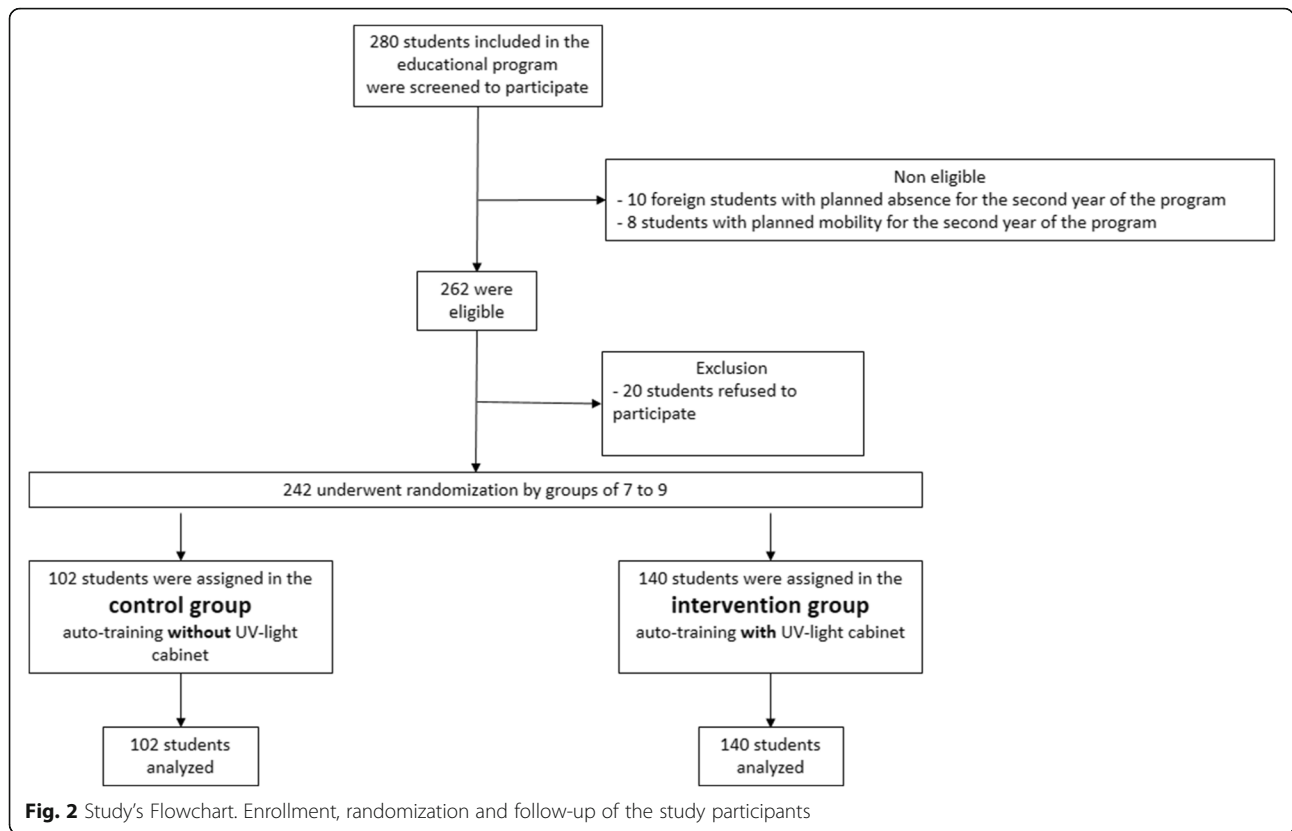 280 students included in the
educational program
were screened to participate
Non eligible
- 10 foreign students with planned absence for the second year of the program
- 8 students with planned mobility for the second year of the program
262 were
eligible
Exclusion
- 20 students refused to
participate
242 underwent randomization by groups of 7 to 9
102 students were assigned in the
control group
auto-training without UV-light
cabinet
140 students were assigned in the
intervention group
auto-training with UV-light cabinet
102 students
analyzed
140 students
analyzed
Fig. 2 Study’s Flowchart. Enrollment, randomization and follow-up of the study participants